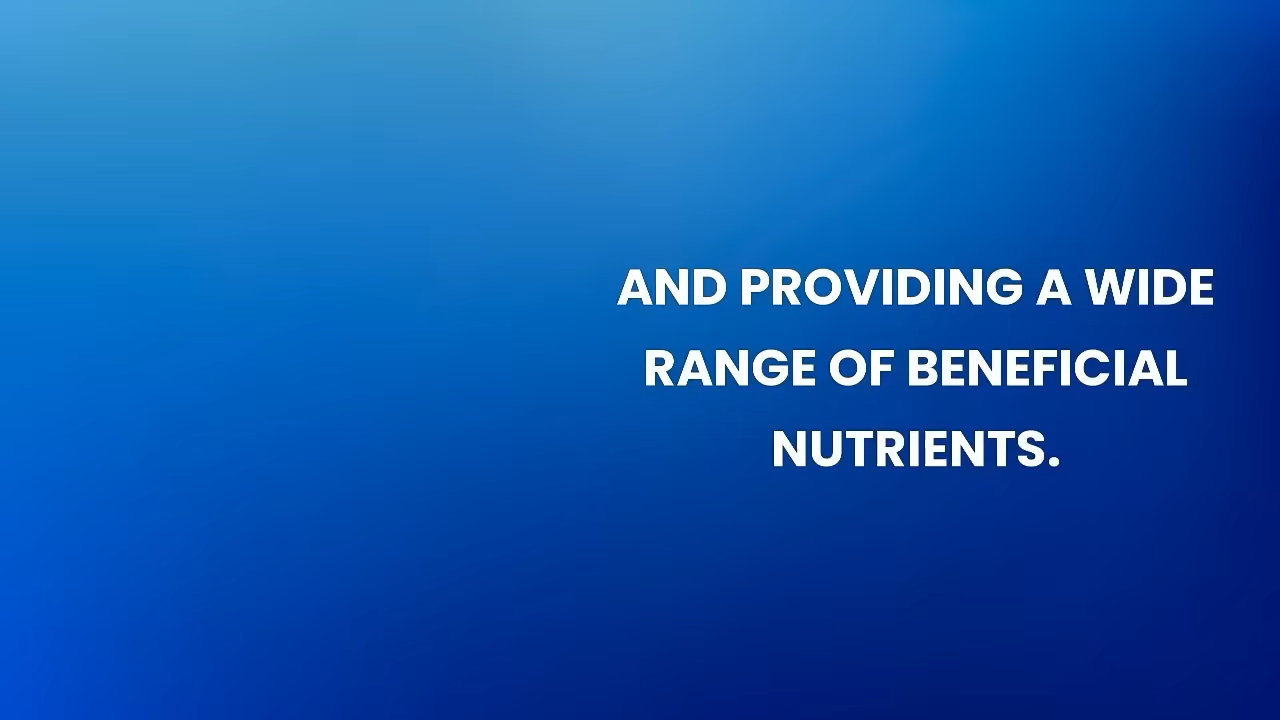 AND PROVIDING A WIDE
RANGE OF BENEFICIAL
NUTRIENTS.